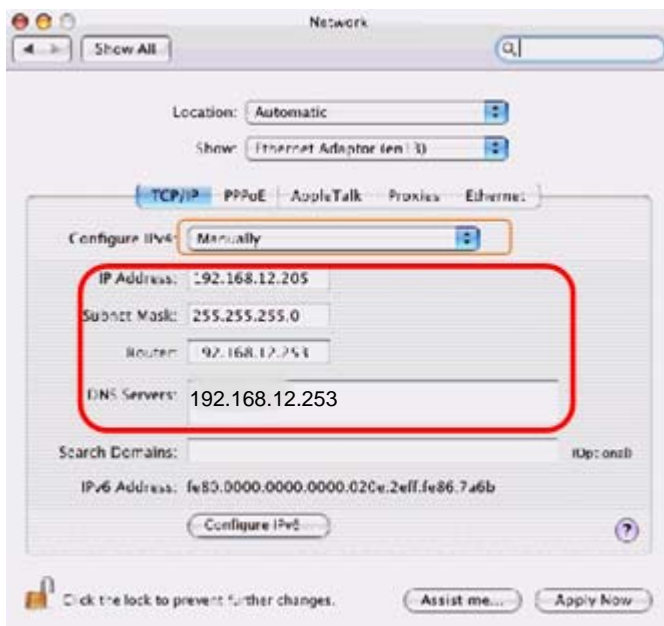 Network
Show All
Location: Automatic
Show: Ethernet Adaptor (en13)
TCP/IP PPPoE AppleTalk Proxies Ethernet
Configure IPv4: Manually
IP Address: 192.168.12.205
Subnet Mask: 255.255.255.0
Router: 192.168.12.253
DNS Servers: 192.168.12.253
Search Domains: (Optional)
IPv6 Address: fe80:0000:0000:0000:020e:2eff:fe86:7a6b
Configure IPv6...
?
Click the lock to prevent further changes.
Assist me... Apply Now